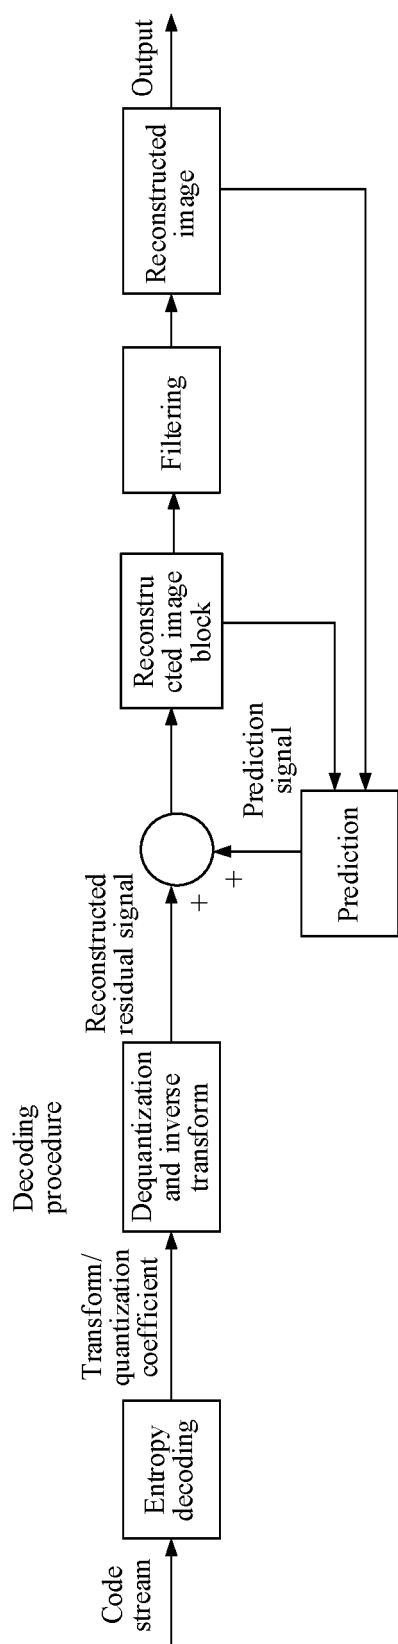 Decoding
procedure
Code
stream
Entropy
decoding
Transform/
quantization
coefficient
Dequantization
and inverse
transform
Reconstructed
residual signal
+
+
Prediction
signal
Prediction
Reconstru
cted image
block
Filtering
Reconstructed
image
Output